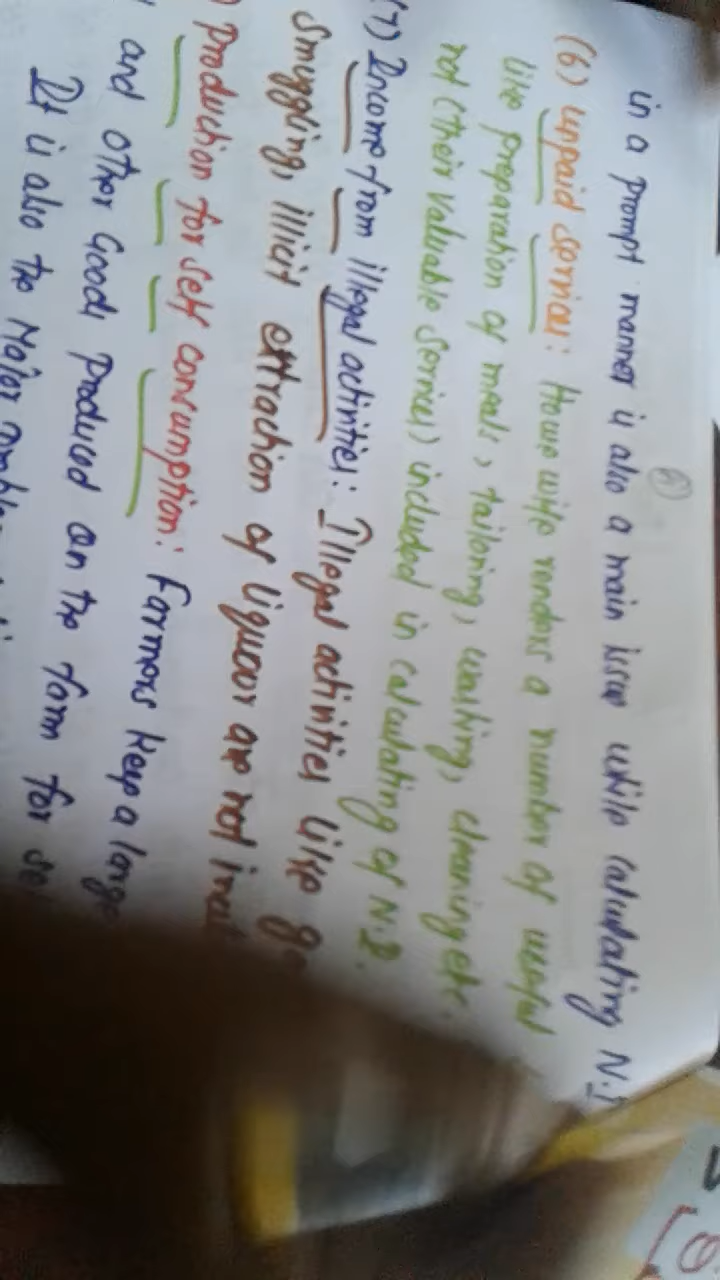 (6)
in a prompt manner is also a main issue while calculating N.I
(6) unpaid services: House wife renders a number of useful
like preparation of meals, tailoring, washing, cleaning etc.
not (their valuable services) included in calculating of N.I.
(7) Income from illegal activities: Illegal activities like
smuggling, illicit extraction of liquour are not
production for self consumption: Farmers keep a large
and other Goods produced on the farm for
It is also the Major